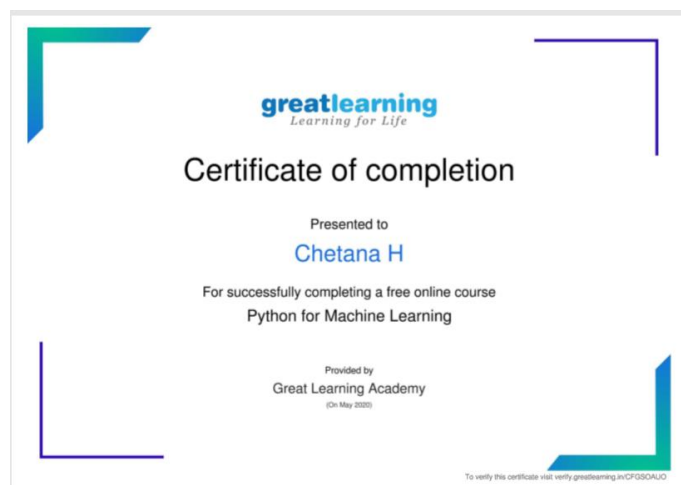 greatlearning
Learning for Life
Certificate of completion
Presented to
Chetana H
For successfully completing a free online course
Python for Machine Learning
Provided by
Great Learning Academy
(On May 2020)
To verify this certificate visit verify.greatlearning.in/CFGSOAUO